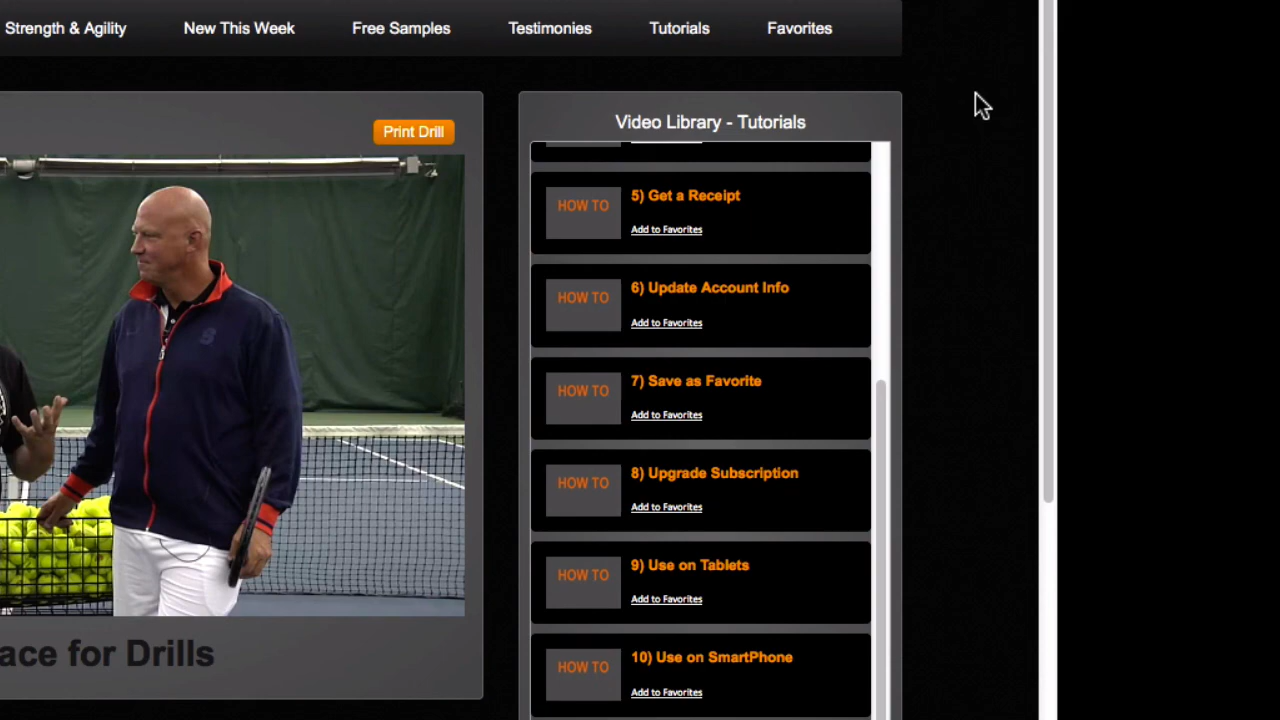 Strength & Agility
New This Week
Free Samples
Testimonies
Tutorials
Favorites
Print Drill
ace for Drills
Video Library - Tutorials
HOW TO
5) Get a Receipt
Add to Favorites
HOW TO
6) Update Account Info
Add to Favorites
HOW TO
7) Save as Favorite
Add to Favorites
HOW TO
8) Upgrade Subscription
Add to Favorites
HOW TO
9) Use on Tablets
Add to Favorites
HOW TO
10) Use on SmartPhone
Add to Favorites